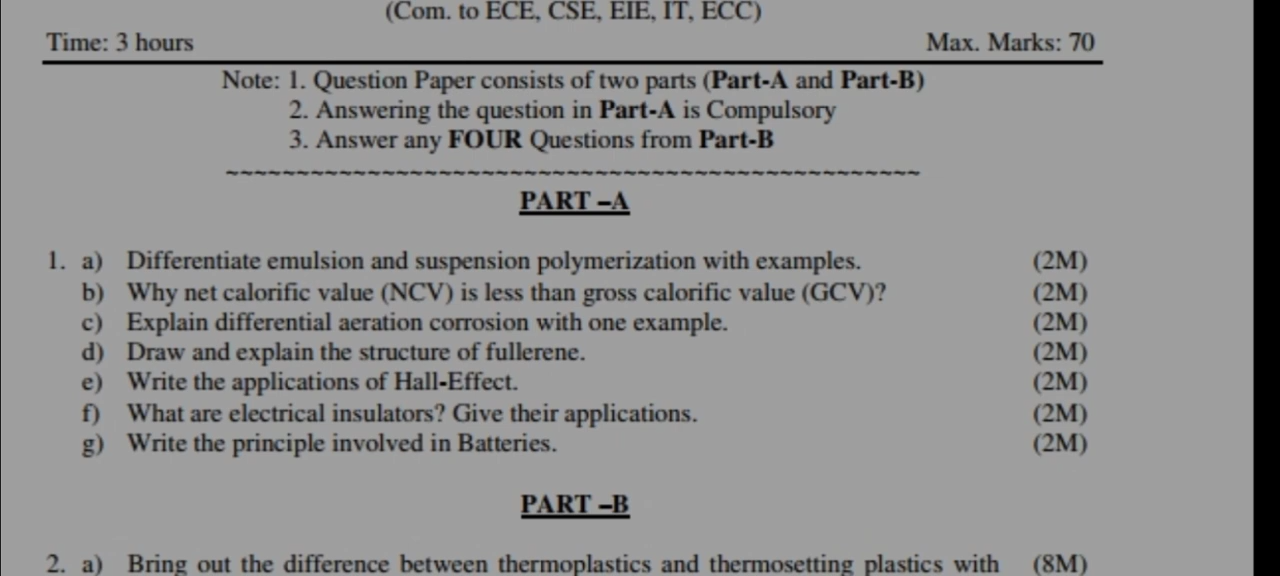 (Com. to ECE, CSE, EIE, IT, ECC)
Time: 3 hours Max. Marks: 70
Note: 1. Question Paper consists of two parts (Part-A and Part-B)
2. Answering the question in Part-A is Compulsory
3. Answer any FOUR Questions from Part-B
~~~~~~~~~~~~~~~~~~~~~~~~~~~~~~~~~~~~~~~~~~~~~~~~~
PART –A
1. a) Differentiate emulsion and suspension polymerization with examples. (2M)
b) Why net calorific value (NCV) is less than gross calorific value (GCV)? (2M)
c) Explain differential aeration corrosion with one example. (2M)
d) Draw and explain the structure of fullerene. (2M)
e) Write the applications of Hall-Effect. (2M)
f) What are electrical insulators? Give their applications. (2M)
g) Write the principle involved in Batteries. (2M)
PART –B
2. a) Bring out the difference between thermoplastics and thermosetting plastics with (8M)